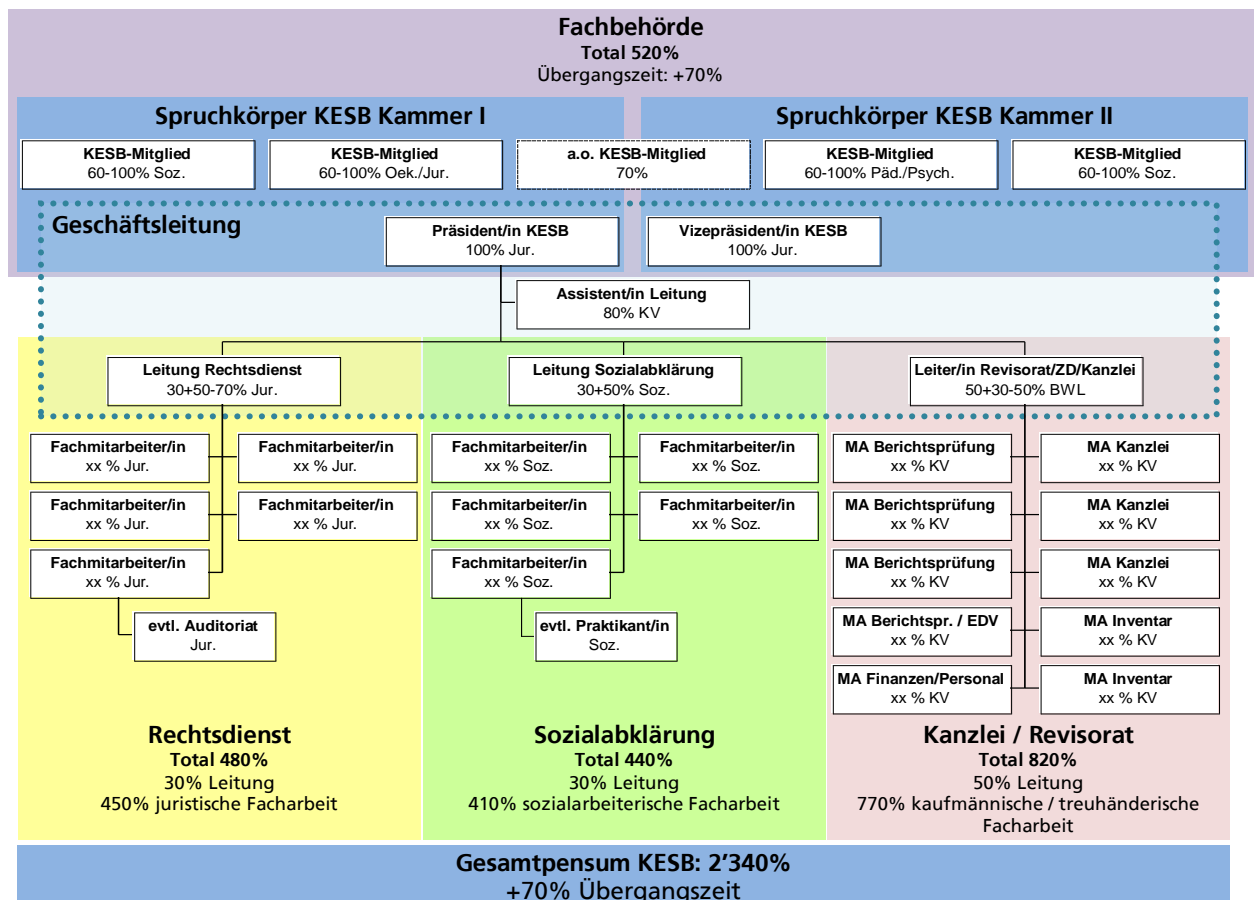 Fachbehörde
Total 520%
Übergangszeit: +70%
Spruchkörper KESB Kammer I
Spruchkörper KESB Kammer II
KESB-Mitglied
60-100% Soz.
KESB-Mitglied
60-100% Oek./Jur.
a.o. KESB-Mitglied
70%
KESB-Mitglied
60-100% Päd./Psych.
KESB-Mitglied
60-100% Soz.
Geschäftsleitung
Präsident/in KESB
100% Jur.
Vizepräsident/in KESB
100% Jur.
Assistent/in Leitung
80% KV
Leitung Rechtsdienst
30+50-70% Jur.
Leitung Sozialabklärung
30+50% Soz.
Leiter/in Revisorat/ZD/Kanzlei
50+30-50% BWL
Fachmitarbeiter/in
xx % Jur.
Fachmitarbeiter/in
xx % Jur.
Fachmitarbeiter/in
xx % Jur.
Fachmitarbeiter/in
xx % Jur.
Fachmitarbeiter/in
xx % Jur.
evtl. Auditoriat
Jur.
Fachmitarbeiter/in
xx % Soz.
Fachmitarbeiter/in
xx % Soz.
Fachmitarbeiter/in
xx % Soz.
Fachmitarbeiter/in
xx % Soz.
Fachmitarbeiter/in
xx % Soz.
evtl. Praktikant/in
Soz.
MA Berichtsprüfung
xx % KV
MA Kanzlei
xx % KV
MA Berichtsprüfung
xx % KV
MA Kanzlei
xx % KV
MA Berichtsprüfung
xx % KV
MA Kanzlei
xx % KV
MA Berichtspr. / EDV
xx % KV
MA Inventar
xx % KV
MA Finanzen/Personal
xx % KV
MA Inventar
xx % KV
Rechtsdienst
Total 480%
30% Leitung
450% juristische Facharbeit
Sozialabklärung
Total 440%
30% Leitung
410% sozialarbeiterische Facharbeit
Kanzlei / Revisorat
Total 820%
50% Leitung
770% kaufmännische / treuhänderische
Facharbeit
Gesamtpensum KESB: 2'340%
+70% Übergangszeit